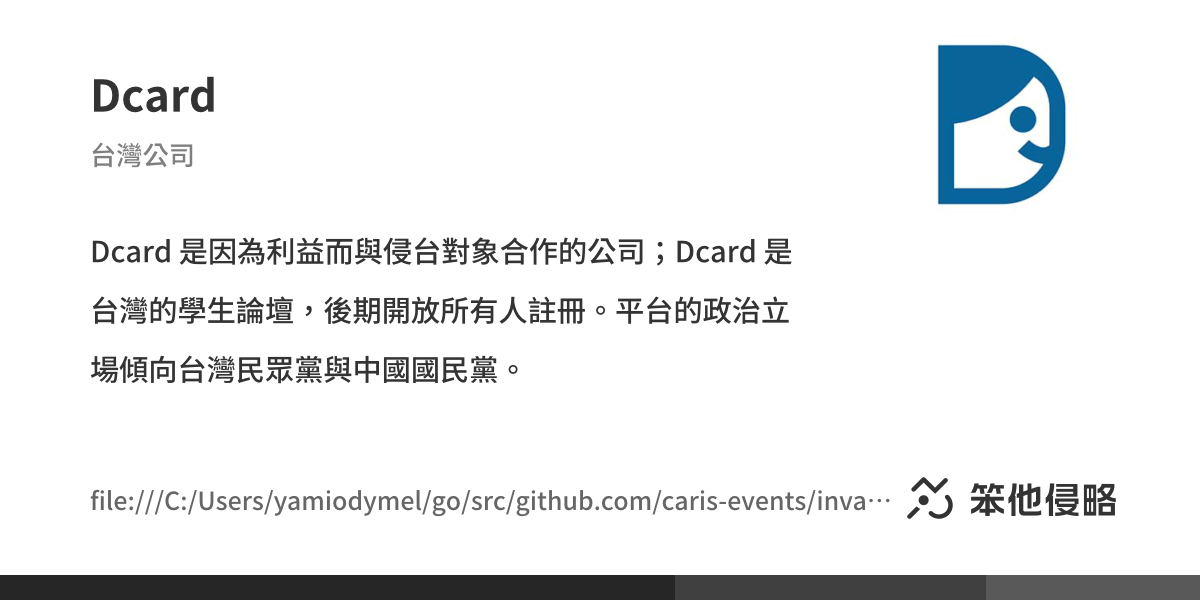 Dcard
台灣公司
Dcard 是因為利益而與侵台對象合作的公司；Dcard 是
台灣的學生論壇，後期開放所有人註冊。平台的政治立
場傾向台灣民眾黨與中國國民黨。
file:///C:/Users/yamiodymel/go/src/github.com/caris-events/inva…
笨他侵略